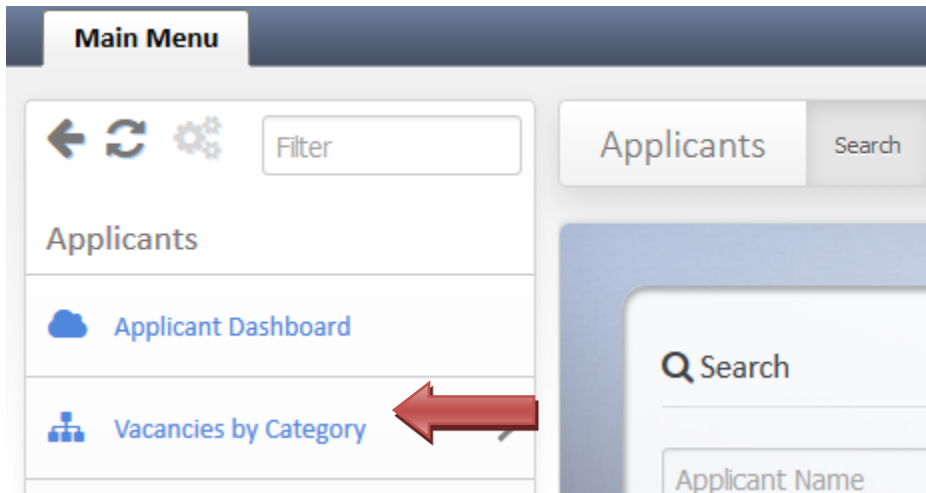 Main Menu
Filter
Applicants
Search
Applicants
Applicant Dashboard
Vacancies by Category
Search
Applicant Name